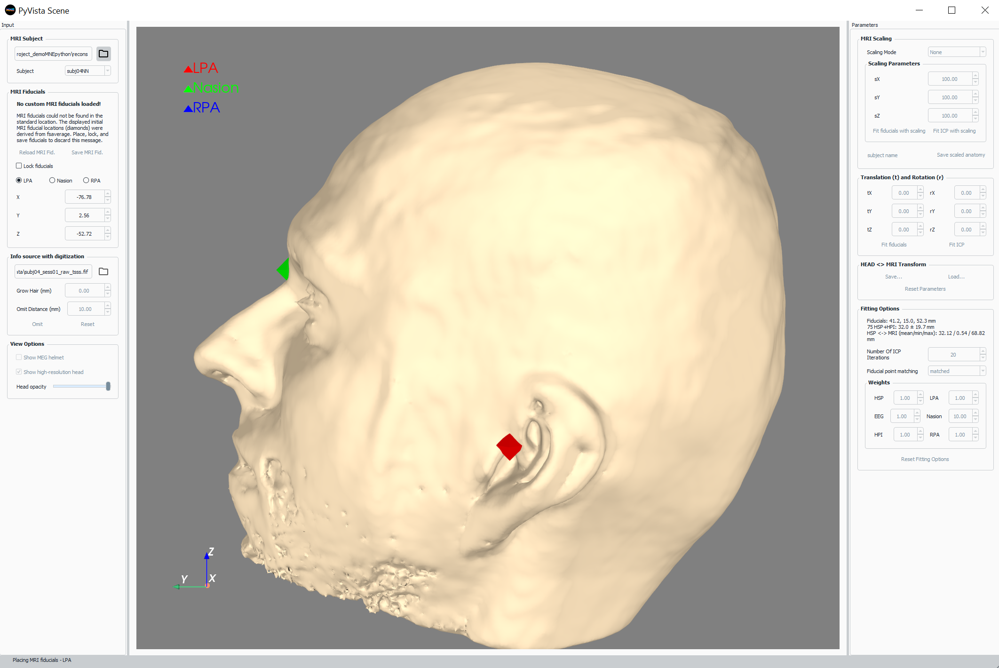 MNE PyVista Scene
Input
MRI Subject
roject_demoMNEpython\recons
Subject subj04NN
MRI Fiducials
No custom MRI fiducials loaded!
MRI fiducials could not be found in the
standard location. The displayed initial
MRI fiducial locations (diamonds) were
derived from fsaverage. Place, lock, and
save fiducials to discard this message.
Reload MRI Fid. Save MRI Fid.
Lock fiducials
LPA Nasion RPA
X -76.78
Y 2.56
Z -52.72
Info source with digitization
ita\subj04_sess01_raw_tsss.fif
Grow Hair (mm) 0.00
Omit Distance (mm) 10.00
Omit Reset
View Options
Show MEG helmet
Show high-resolution head
Head opacity
LPA
Nasion
RPA
Z
Y X
Parameters
MRI Scaling
Scaling Mode None
Scaling Parameters
sX 100.00
sY 100.00
sZ 100.00
Fit fiducials with scaling Fit ICP with scaling
subject name Save scaled anatomy
Translation (t) and Rotation (r)
tX 0.00 rX 0.00
tY 0.00 rY 0.00
tZ 0.00 rZ 0.00
Fit fiducials Fit ICP
HEAD <> MRI Transform
Save... Load...
Reset Parameters
Fitting Options
Fiducials: 41.2, 15.0, 52.3 mm
75 HSP+HPI: 32.0 ± 19.7 mm
HSP <-> MRI (mean/min/max): 32.12 / 0.54 / 68.82
mm
Number Of ICP
Iterations 20
Fiducial point matching matched
Weights
HSP 1.00 LPA 1.00
EEG 1.00 Nasion 10.00
HPI 1.00 RPA 1.00
Reset Fitting Options
Placing MRI fiducials - LPA